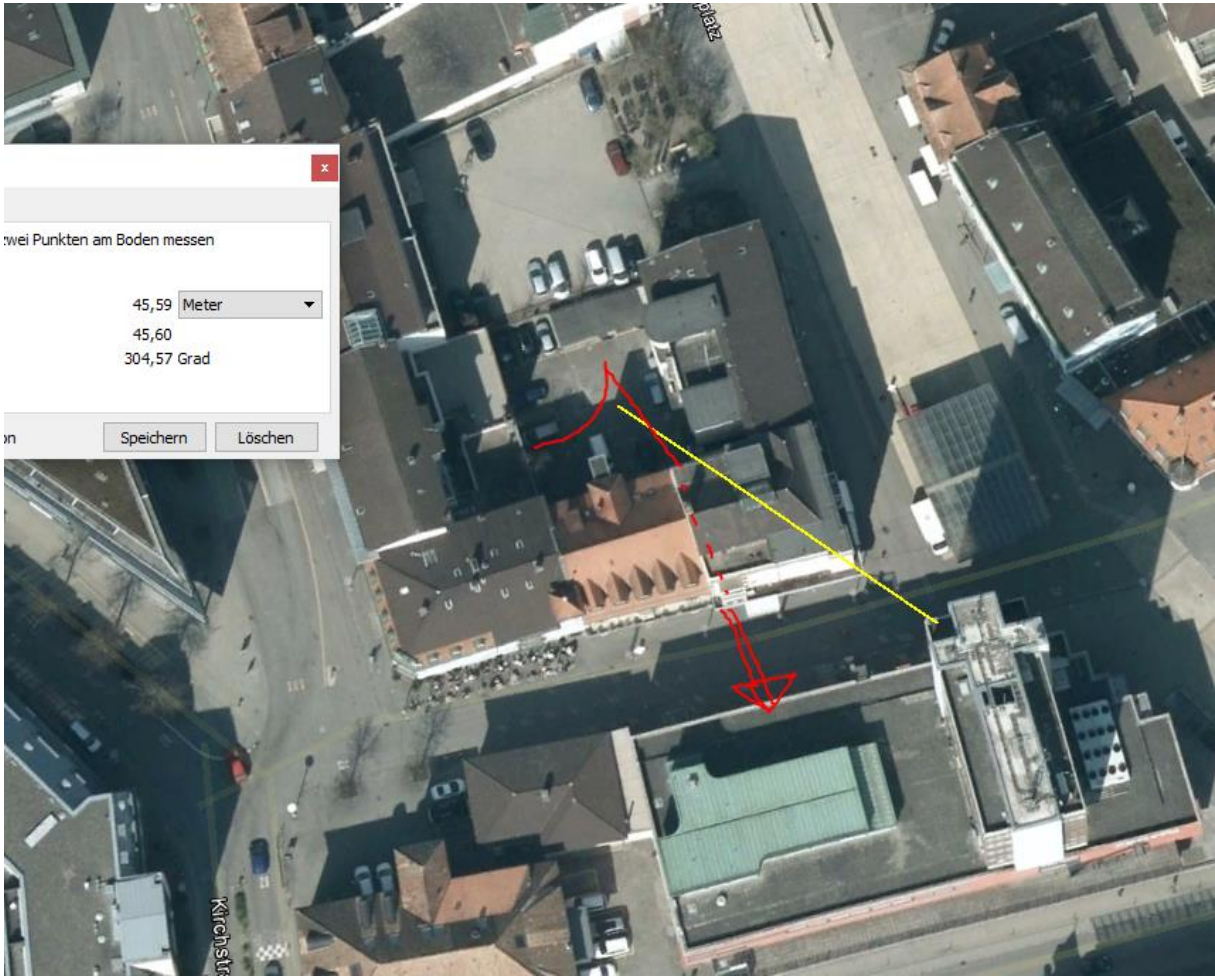 platz
x
zwei Punkten am Boden messen
45,59 Meter
45,60
304,57 Grad
on
Speichern
Löschen
Kirchstr